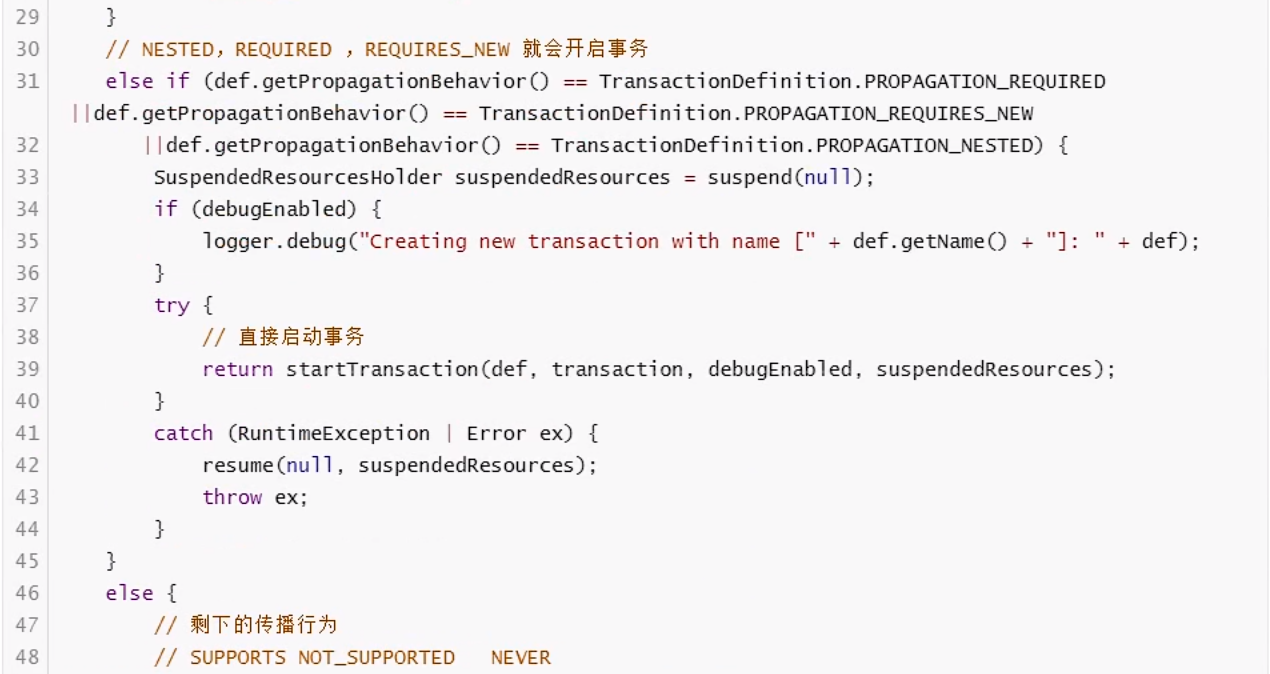 29 }
30 // NESTED，REQUIRED ，REQUIRES_NEW 就会开启事务
31 else if (def.getPropagationBehavior() == TransactionDefinition.PROPAGATION_REQUIRED
||def.getPropagationBehavior() == TransactionDefinition.PROPAGATION_REQUIRES_NEW
32 ||def.getPropagationBehavior() == TransactionDefinition.PROPAGATION_NESTED) {
33 SuspendedResourcesHolder suspendedResources = suspend(null);
34 if (debugEnabled) {
35 logger.debug("Creating new transaction with name [" + def.getName() + "]: " + def);
36 }
37 try {
38 // 直接启动事务
39 return startTransaction(def, transaction, debugEnabled, suspendedResources);
40 }
41 catch (RuntimeException | Error ex) {
42 resume(null, suspendedResources);
43 throw ex;
44 }
45 }
46 else {
47 // 剩下的传播行为
48 // SUPPORTS NOT_SUPPORTED NEVER